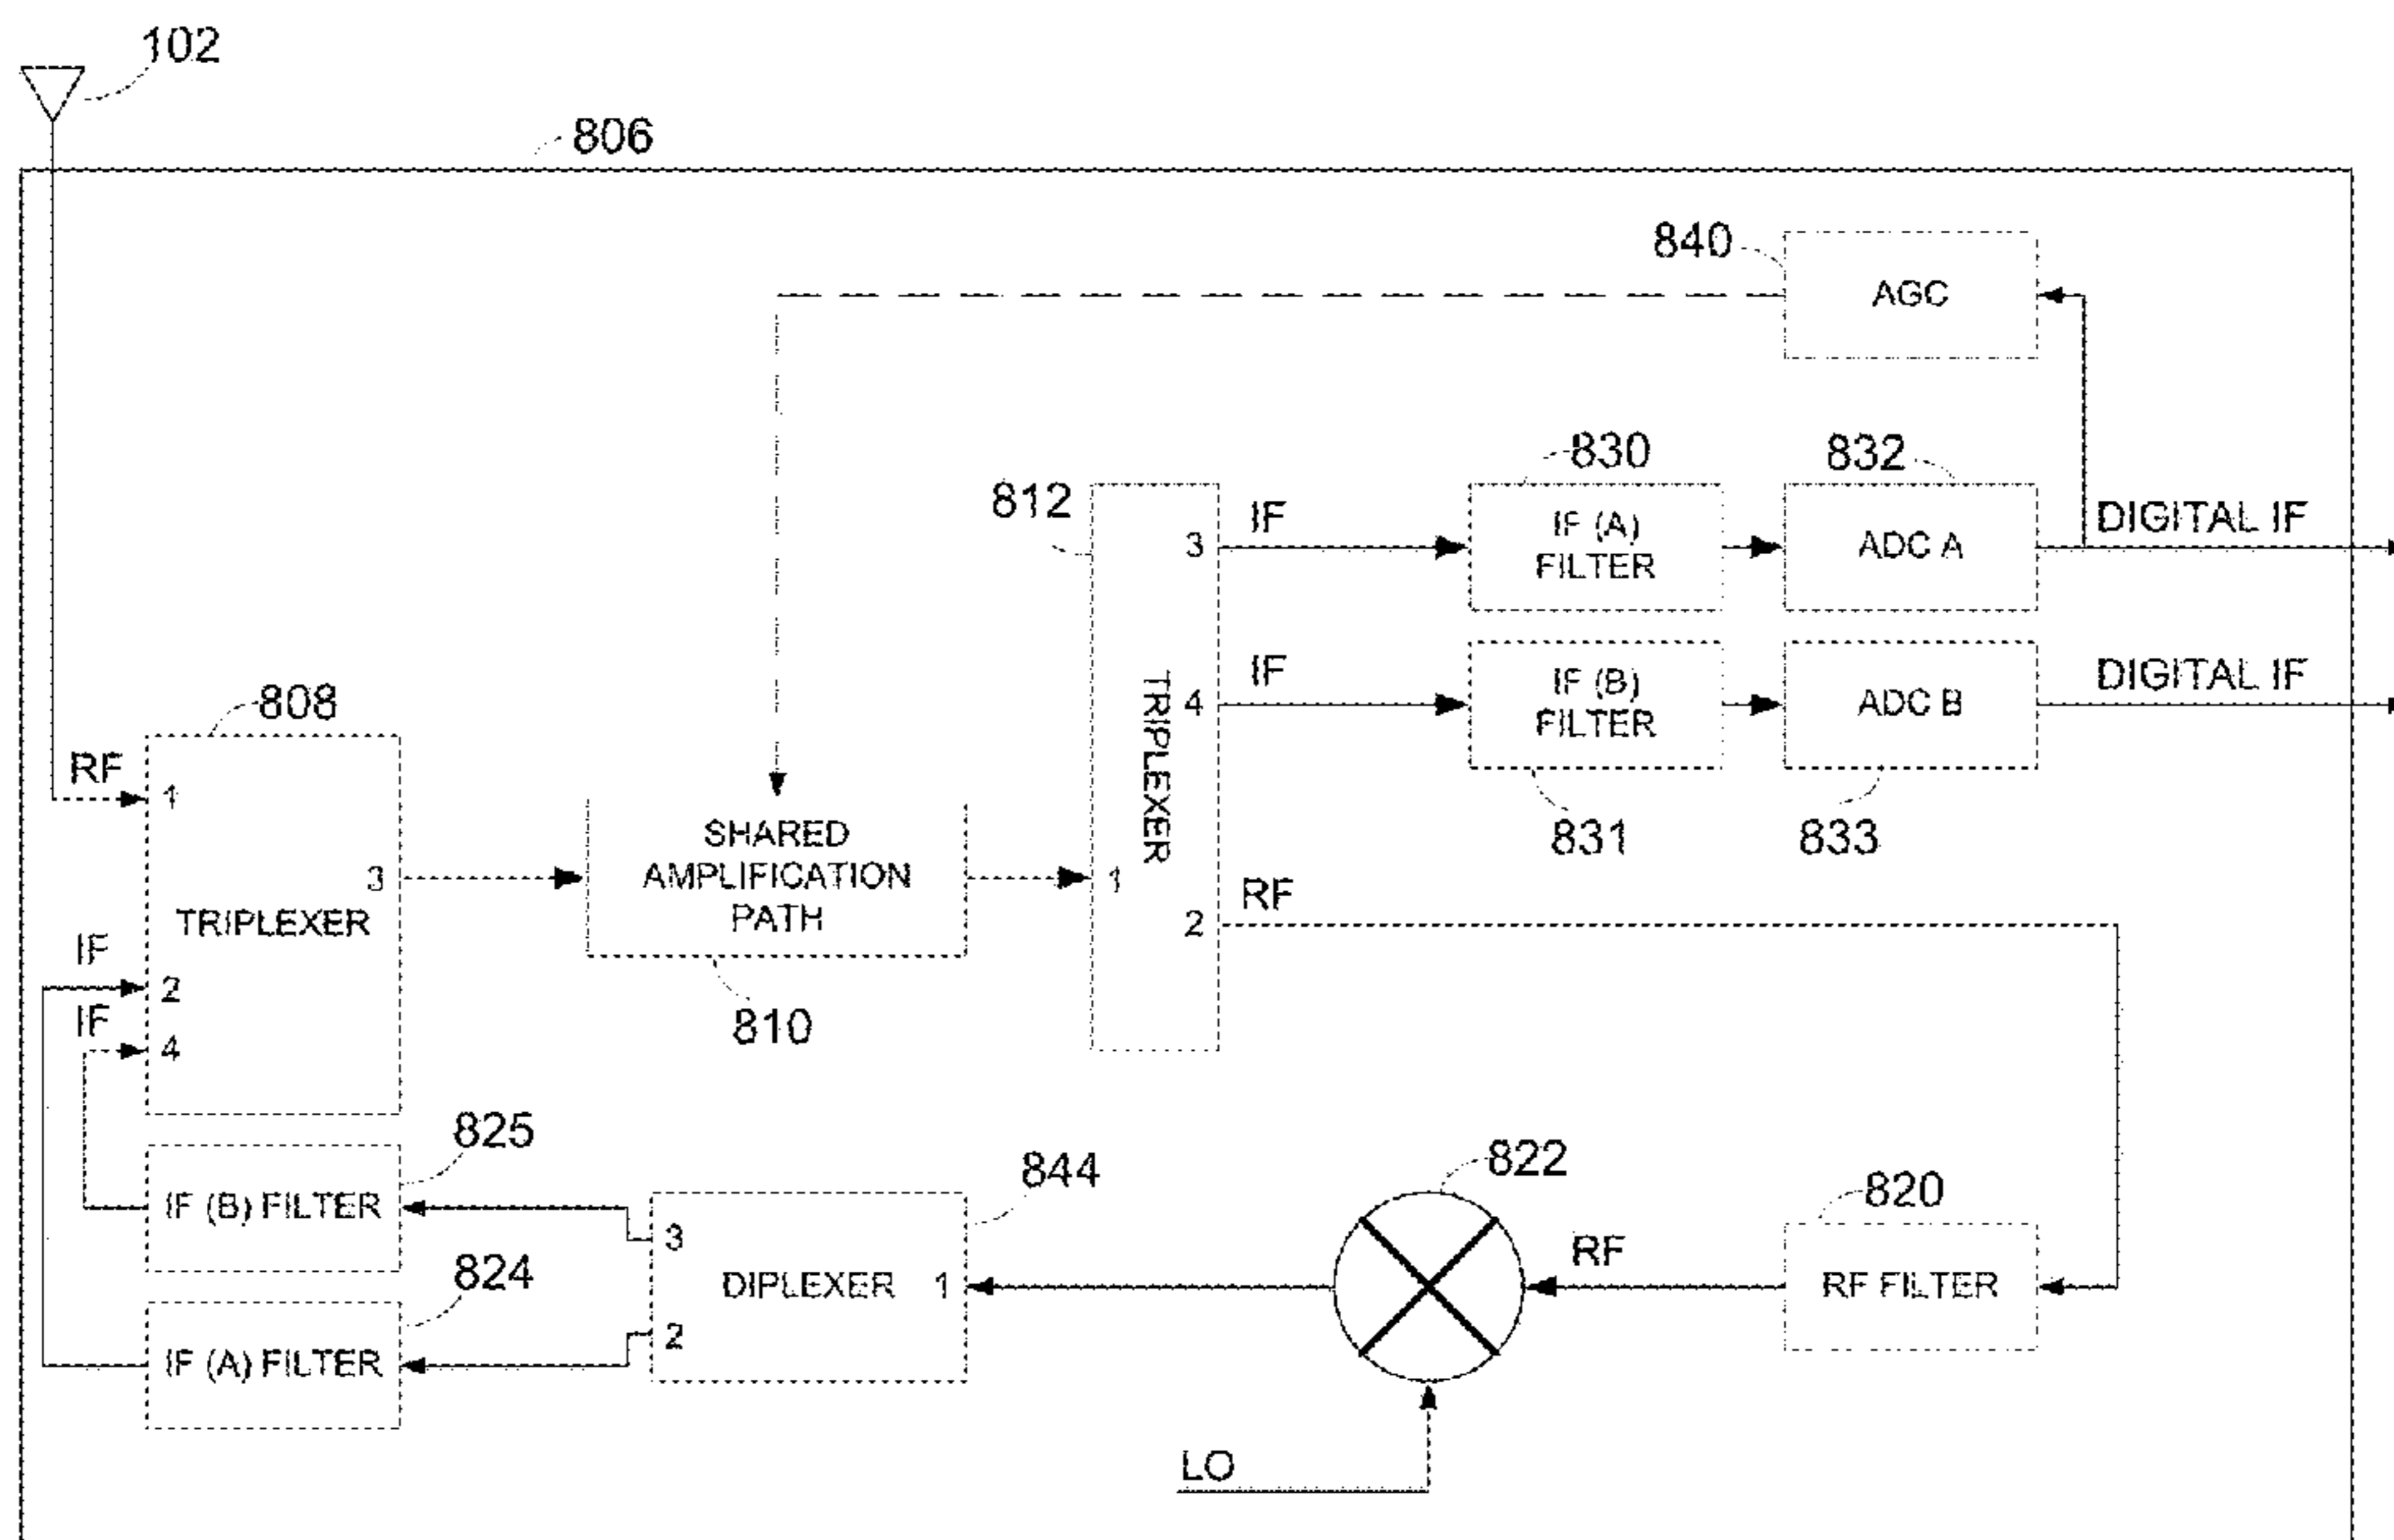 102
806
840
AGC
812
830
832
3
IF
IF (A)
FILTER
ADC A
DIGITAL IF
4
IF
IF (B)
FILTER
ADC B
DIGITAL IF
831
833
TRIPLEXER
808
RF
1
3
TRIPLEXER
SHARED
AMPLIFICATION
PATH
1
2
RF
IF
2
IF
4
810
825
IF (B) FILTER
824
IF (A) FILTER
844
3
DIPLEXER
1
2
822
RF
820
RF FILTER
LO